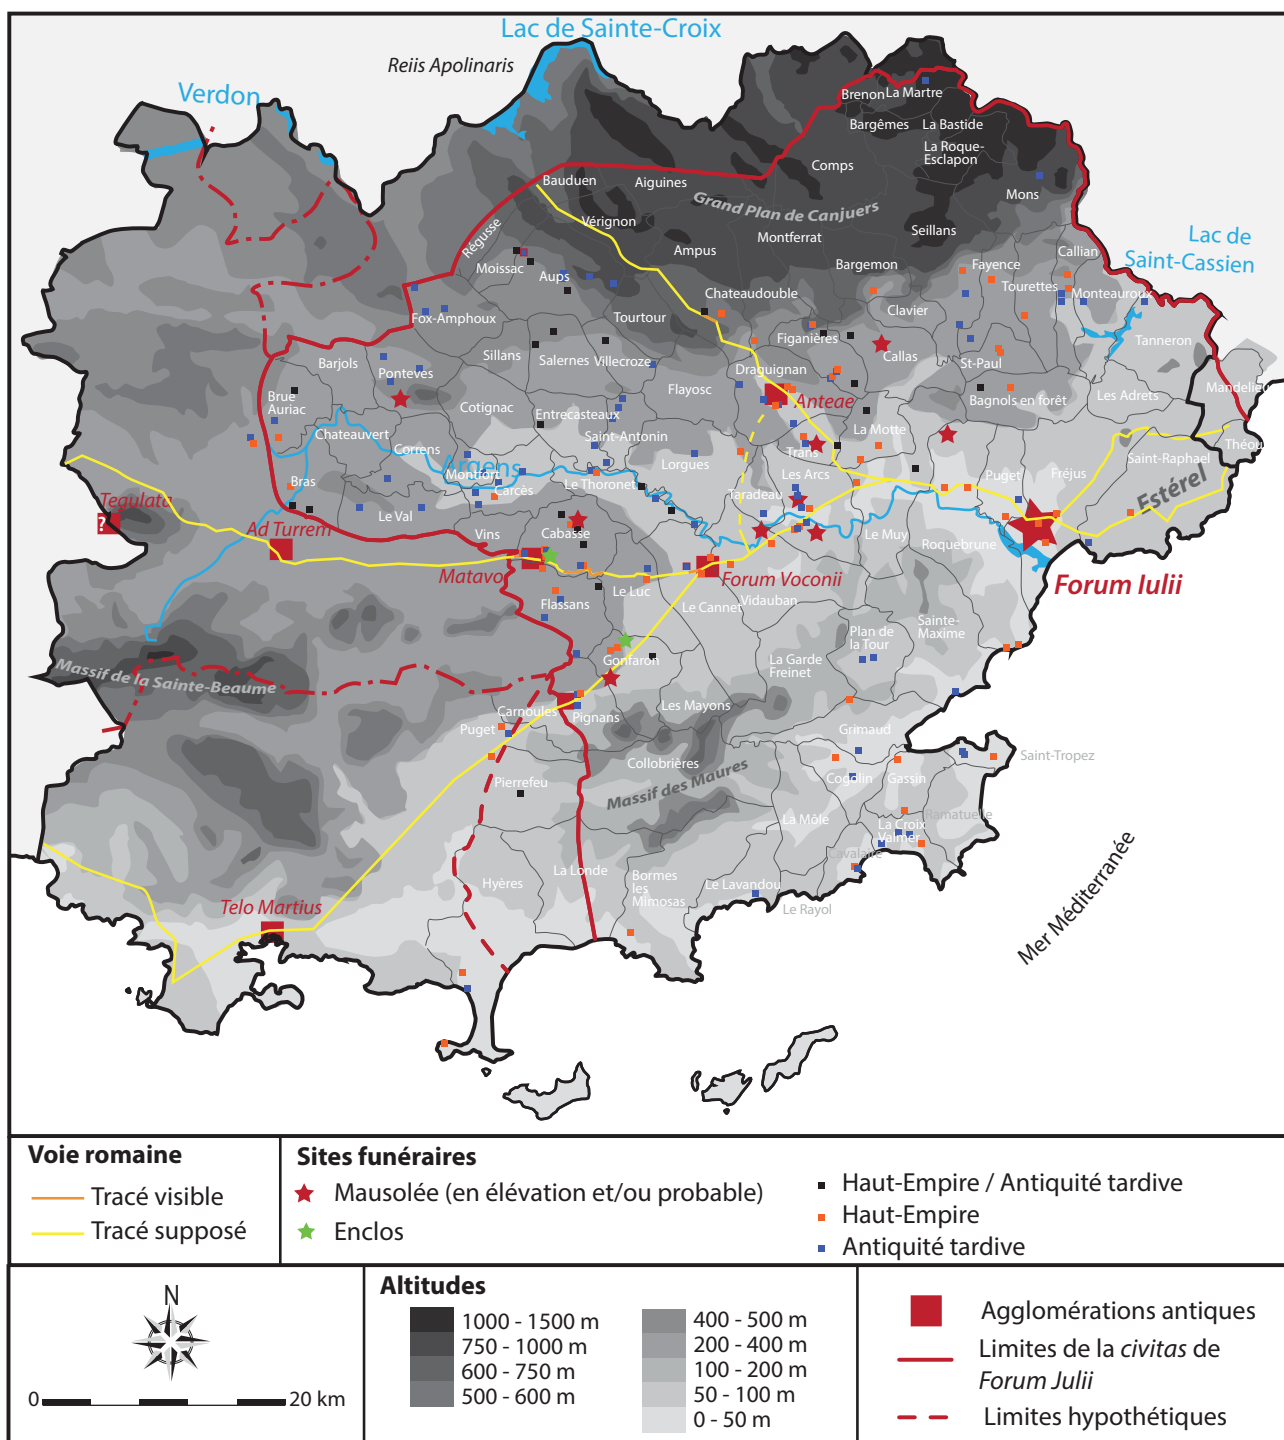 Lac de Sainte-Croix
Reiis Apolinaris
Verdon
Brenon
La Martre
Bargêmes
La Bastide
La Roque-
Esclapon
Comps
Mons
Bauduen
Aiguines
Grand Plan de Canjuers
Vérignon
Régusse
Montferrat
Seillans
Ampus
Callian
Lac de
Saint-Cassien
Moissac
Aups
Bargemon
Fayence
Tourettes
Monteauroux
Chateaudouble
Clavier
Fox-Amphoux
Tourtour
Figanières
Callas
Tanneron
Barjols
Pontevès
Sillans
Salernes
Villecroze
Draguignan
St-Paul
Flayosc
Brue
Auriac
Cotignac
Entrecasteaux
Anteae
Bagnols en forêt
Les Adrets
Mandelieu
Chateauvert
Correns
Saint-Antonin
La Motte
Théou
Trans
Saint-Raphael
Argens
Montfort
Lorgues
Les Arcs
Puget
Fréjus
Estérel
Bras
Carcès
Le Thoronet
Taradeau
Tegulata
?
Ad Turrem
Le Val
Vins
Cabasse
Le Muy
Roquebrune
Matavo
Forum Voconii
Forum Iulii
Flassans
Le Luc
Le Cannet
Vidauban
Plan de
la Tour
Sainte-
Maxime
Massif de la Sainte-Beaume
Gonfaron
La Garde
Freinet
Carnoules
Pignans
Les Mayons
Puget
Grimaud
Saint-Tropez
Pierrefeu
Collobrières
Massif des Maures
Cogolin
Gassin
La Môle
La Croix
Valmer
Ramatuelle
Cavalaire
Hyères
La Londe
Bormes
les
Mimosas
Le Lavandou
Le Rayol
Telo Martius
Mer Méditerranée
Voie romaine
Tracé visible
Tracé supposé
Sites funéraires
Mausolée (en élévation et/ou probable)
Enclos
Haut-Empire / Antiquité tardive
Haut-Empire
Antiquité tardive
N
0 20 km
Altitudes
1000 - 1500 m
750 - 1000 m
600 - 750 m
500 - 600 m
400 - 500 m
200 - 400 m
100 - 200 m
50 - 100 m
0 - 50 m
Agglomérations antiques
Limites de la civitas de
Forum Julii
Limites hypothétiques